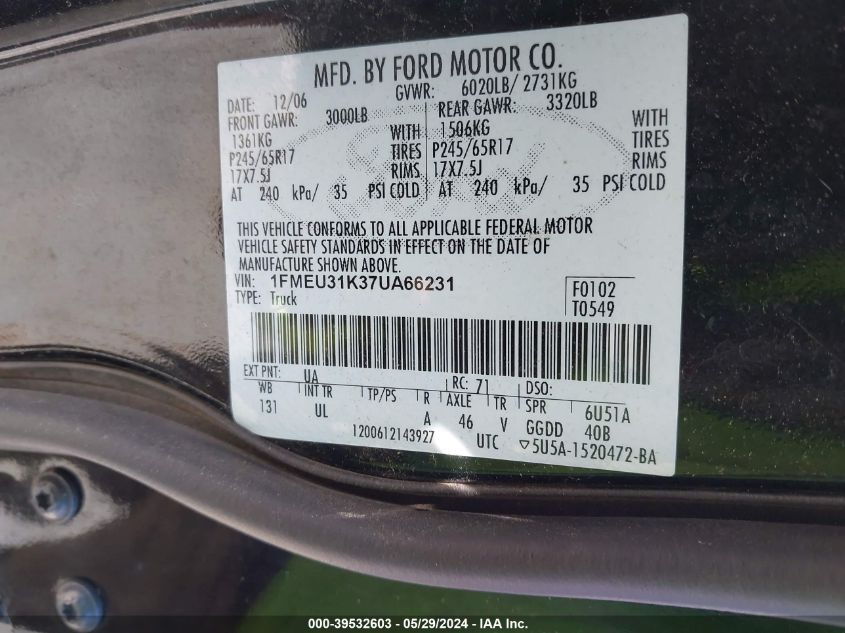 MFD. BY FORD MOTOR CO.
DATE: 12/06 GVWR: 6020LB/ 2731KG
FRONT GAWR: 3000LB REAR GAWR: 3320LB
1361KG WITH 1506KG WITH
P245/65R17 TIRES P245/65R17 TIRES
17X7.5J RIMS 17X7.5J RIMS
AT 240 kPa/ 35 PSI COLD AT 240 kPa/ 35 PSI COLD
THIS VEHICLE CONFORMS TO ALL APPLICABLE FEDERAL MOTOR
VEHICLE SAFETY STANDARDS IN EFFECT ON THE DATE OF
MANUFACTURE SHOWN ABOVE.
VIN: 1FMEU31K37UA66231 F0102
TYPE: Truck T0549
EXT PNT: UA RC: 71 DSO:
WB INT TR TP/PS R AXLE TR SPR 6U51A
131 UL A 46 V GGDD 40B
1200612143927 UTC ▽5U5A-1520472-BA
000-39532603 - 05/29/2024 - IAA Inc.